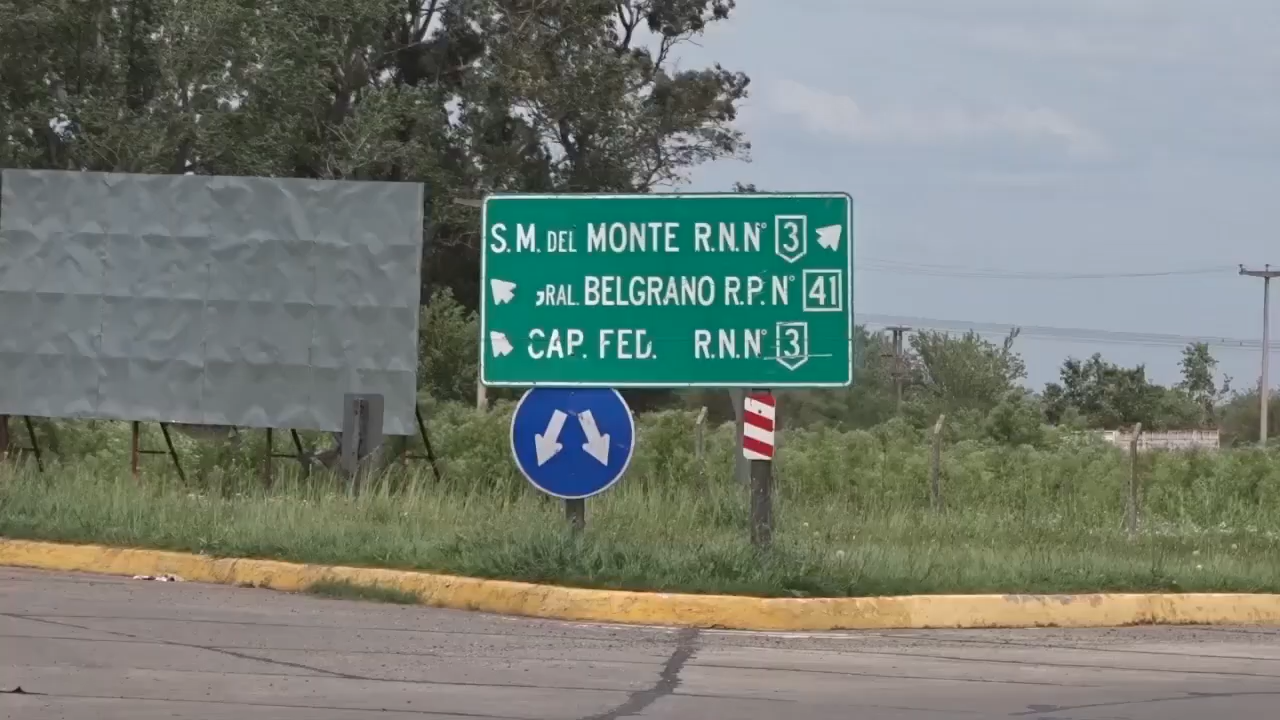 S.M. DEL MONTE R.N.N° 3
GRAL. BELGRANO R.P.N° 41
CAP. FED. R.N.N° 3